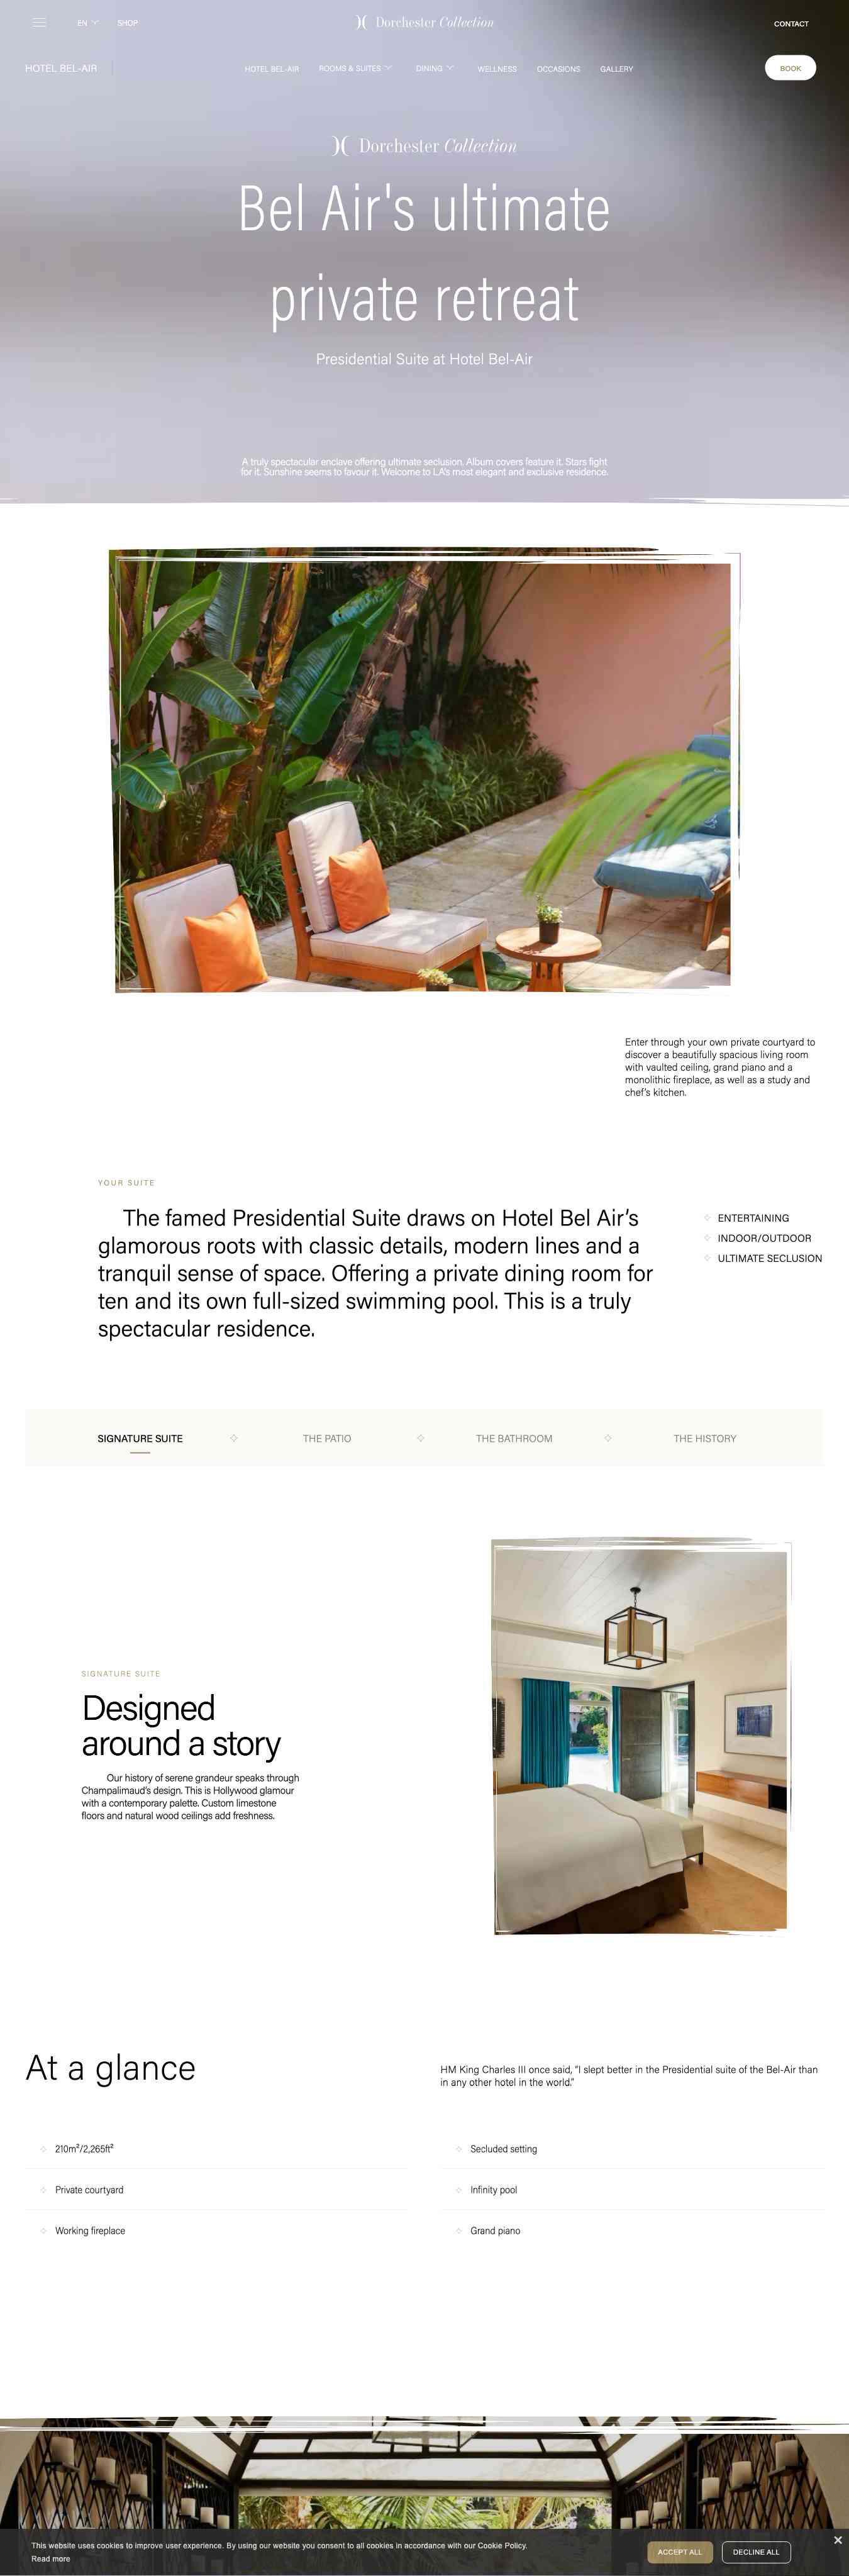 EN
SHOP
Dorchester Collection
CONTACT
HOTEL BEL-AIR
HOTEL BEL-AIR
ROOMS & SUITES
DINING
WELLNESS
OCCASIONS
GALLERY
BOOK
Dorchester Collection
Bel Air's ultimate
private retreat
Presidential Suite at Hotel Bel-Air
A truly spectacular enclave offering ultimate seclusion. Album covers feature it. Stars fight
for it. Sunshine seems to favour it. Welcome to LA's most elegant and exclusive residence.
Enter through your own private courtyard to
discover a beautifully spacious living room
with vaulted ceiling, grand piano and a
monolithic fireplace, as well as a study and
chef's kitchen.
YOUR SUITE
The famed Presidential Suite draws on Hotel Bel Air's
glamorous roots with classic details, modern lines and a
tranquil sense of space. Offering a private dining room for
ten and its own full-sized swimming pool. This is a truly
spectacular residence.
ENTERTAINING
INDOOR/OUTDOOR
ULTIMATE SECLUSION
SIGNATURE SUITE
THE PATIO
THE BATHROOM
THE HISTORY
SIGNATURE SUITE
Designed
around a story
Our history of serene grandeur speaks through
Champalimaud's design. This is Hollywood glamour
with a contemporary palette. Custom limestone
floors and natural wood ceilings add freshness.
At a glance
HM King Charles III once said, "I slept better in the Presidential suite of the Bel-Air than
in any other hotel in the world."
210m²/2,265ft²
Secluded setting
Private courtyard
Infinity pool
Working fireplace
Grand piano
This website uses cookies to improve user experience. By using our website you consent to all cookies in accordance with our Cookie Policy.
Read more
ACCEPT ALL
DECLINE ALL